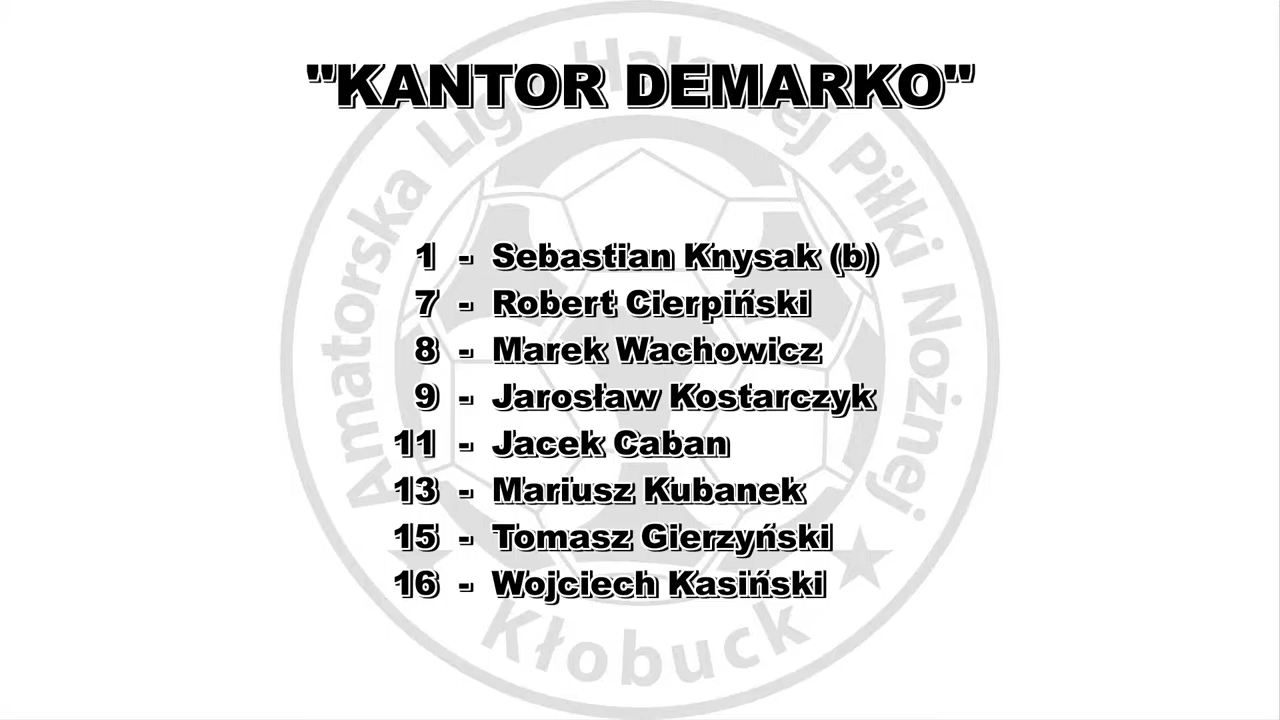 "KANTOR DEMARKO"
1 - Sebastian Knysak (b)
7 - Robert Cierpiński
8 - Marek Wachowicz
9 - Jarosław Kostarczyk
11 - Jacek Caban
13 - Mariusz Kubanek
15 - Tomasz Gierzyński
16 - Wojciech Kasiński
Amatorska Liga Halowej Piłki Nożnej
Kłobuck